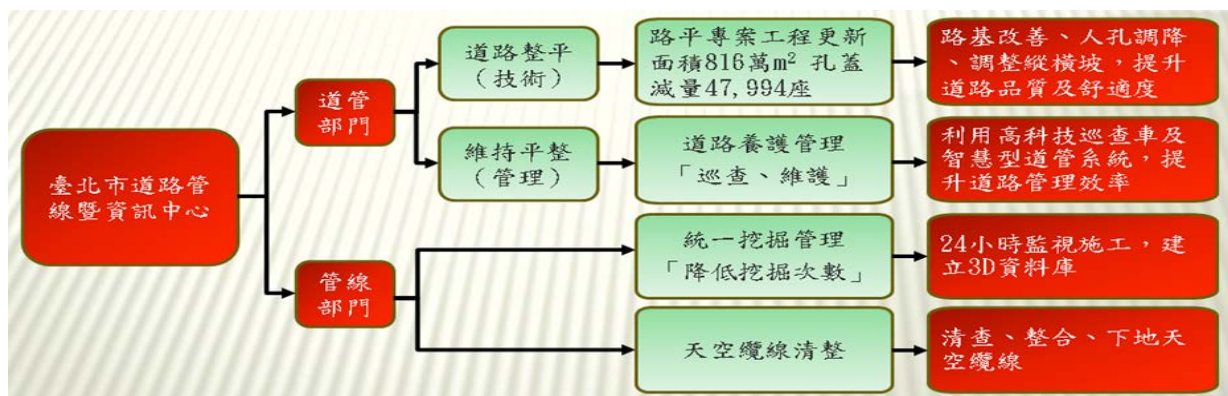 臺北市道路管
線暨資訊中心
道管
部門
道路整平
(技術)
路平專案工程更新
面積816萬m² 孔蓋
減量47,994座
路基改善、人孔調降
、調整縱橫坡，提升
道路品質及舒適度
維持平整
(管理)
道路養護管理
「巡查、維護」
利用高科技巡查車及
智慧型道管系統，提
升道路管理效率
管線
部門
統一挖掘管理
「降低挖掘次數」
24小時監視施工，建
立3D資料庫
天空纜線清整
清查、整合、下地天
空纜線